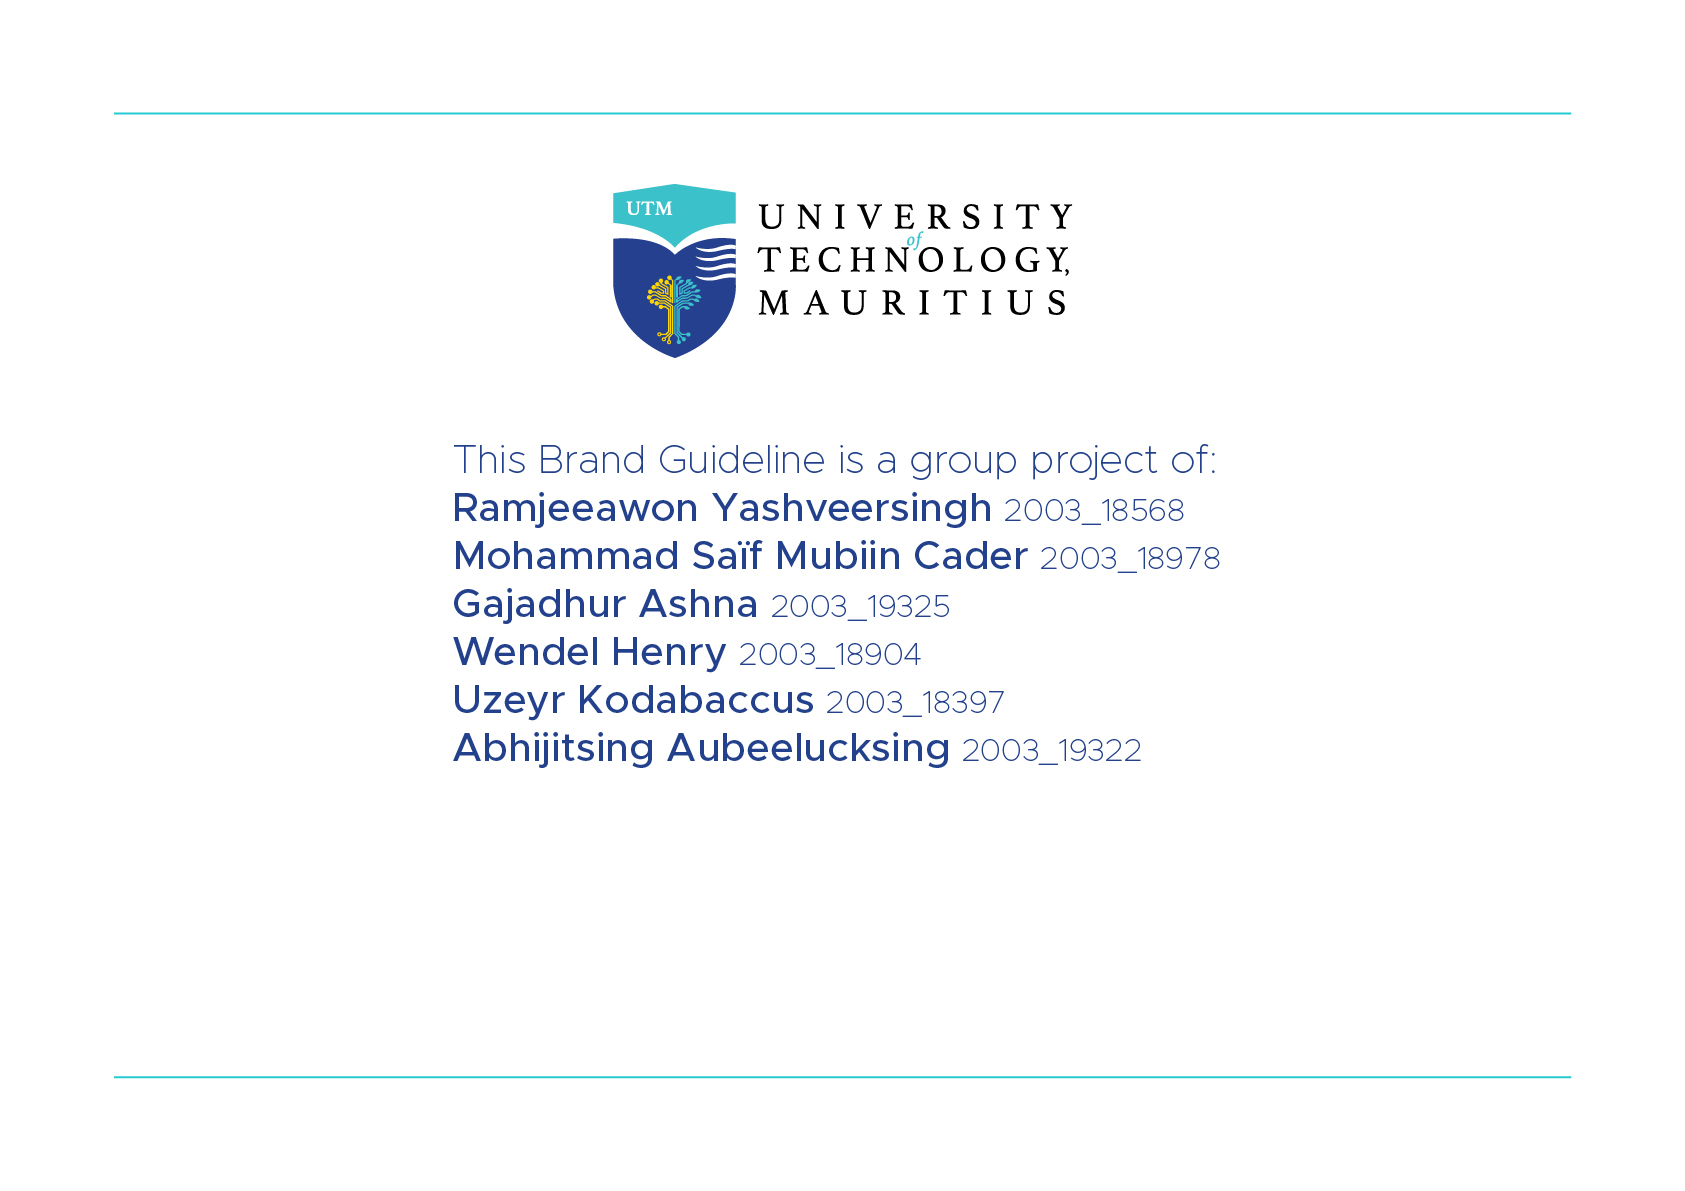 UTM
UNIVERSITY
of
TECHNOLOGY,
MAURITIUS
This Brand Guideline is a group project of:
Ramjeeawon Yashveersingh 2003_18568
Mohammad Saïf Mubiin Cader 2003_18978
Gajadhur Ashna 2003_19325
Wendel Henry 2003_18904
Uzeyr Kodabaccus 2003_18397
Abhijitsing Aubeelucksing 2003_19322